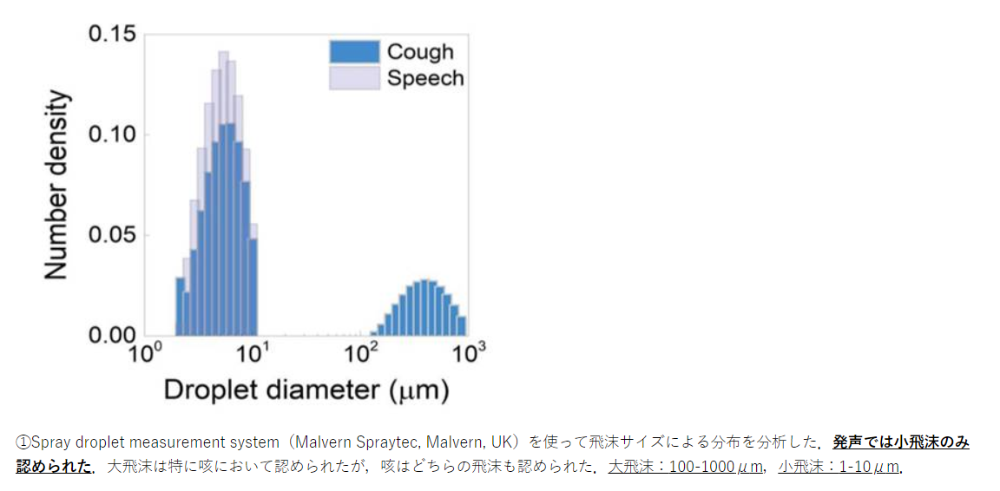 0.15
Cough
Speech
0.10
0.05
0.00
Number density
10⁰ 10¹ 10² 10³
Droplet diameter (μm)
①Spray droplet measurement system（Malvern Spraytec, Malvern, UK）を使って飛沫サイズによる分布を分析した．発声では小飛沫のみ
認められた．大飛沫は特に咳において認められたが，咳はどちらの飛沫も認められた．大飛沫：100-1000μm，小飛沫：1-10μm．